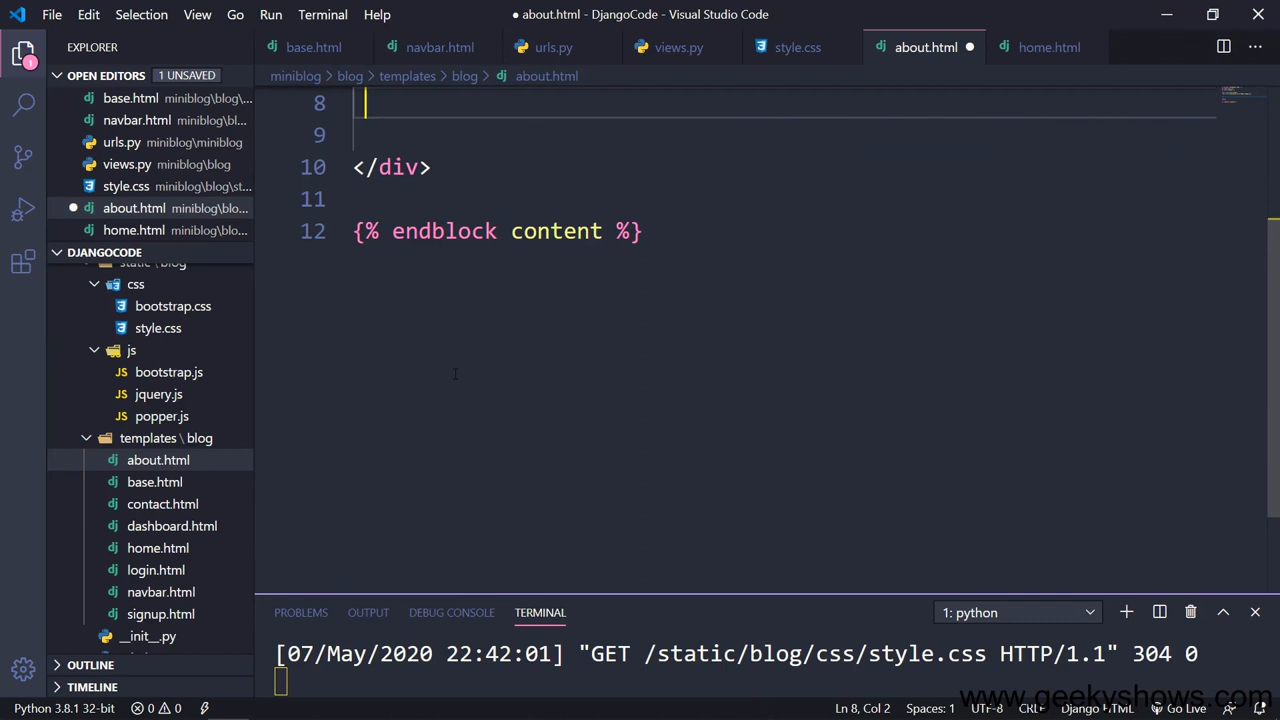 File Edit Selection View Go Run Terminal Help
● about.html - DjangoCode - Visual Studio Code
EXPLORER
base.html
navbar.html
urls.py
views.py
style.css
about.html
home.html
OPEN EDITORS 1 UNSAVED
miniblog > blog > templates > blog > about.html
base.html miniblog\blog\...
navbar.html miniblog\bl...
urls.py miniblog\miniblog
views.py miniblog\blog
style.css miniblog\blog\st...
about.html miniblog\blo...
home.html miniblog\blo...
DJANGOCODE
static \ blog
css
bootstrap.css
style.css
js
bootstrap.js
jquery.js
popper.js
templates \ blog
about.html
base.html
contact.html
dashboard.html
home.html
login.html
navbar.html
signup.html
__init__.py
OUTLINE
TIMELINE
8
9
10 </div>
11
12 {% endblock content %}
PROBLEMS OUTPUT DEBUG CONSOLE TERMINAL
1: python
[07/May/2020 22:42:01] "GET /static/blog/css/style.css HTTP/1.1" 304 0
www.geekyshows.com
Python 3.8.1 32-bit 0 0
Ln 8, Col 2 Spaces: 1 UTF-8 CRLF Django HTML Go Live
1